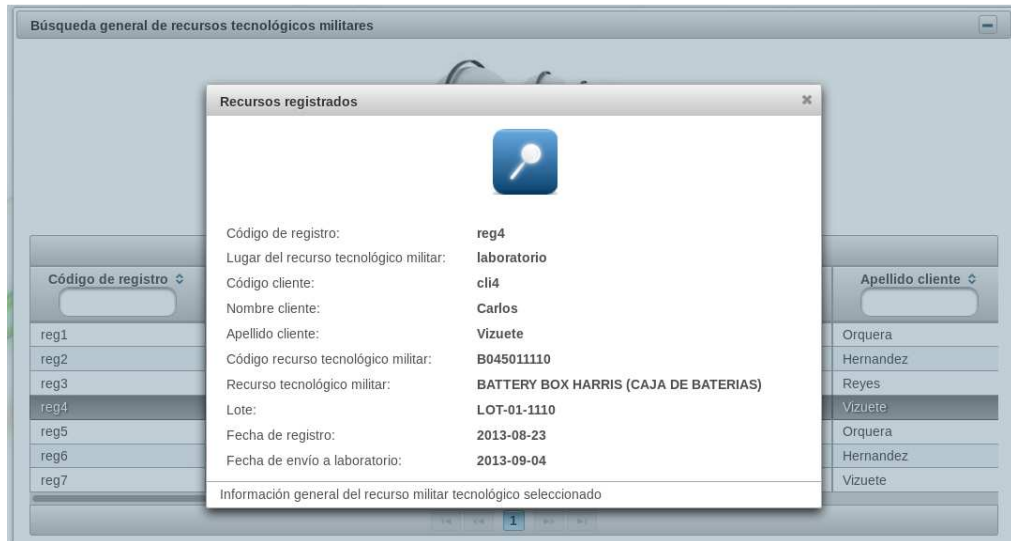 Búsqueda general de recursos tecnológicos militares
Recursos registrados
Código de registro: reg4
Lugar del recurso tecnológico militar: laboratorio
Código cliente: cli4
Nombre cliente: Carlos
Apellido cliente: Vizuete
Código recurso tecnológico militar: B045011110
Recurso tecnológico militar: BATTERY BOX HARRIS (CAJA DE BATERIAS)
Lote: LOT-01-1110
Fecha de registro: 2013-08-23
Fecha de envío a laboratorio: 2013-09-04
Información general del recurso militar tecnológico seleccionado
Código de registro Apellido cliente
reg1 Orquera
reg2 Hernandez
reg3 Reyes
reg4 Vizuete
reg5 Orquera
reg6 Hernandez
reg7 Vizuete
1